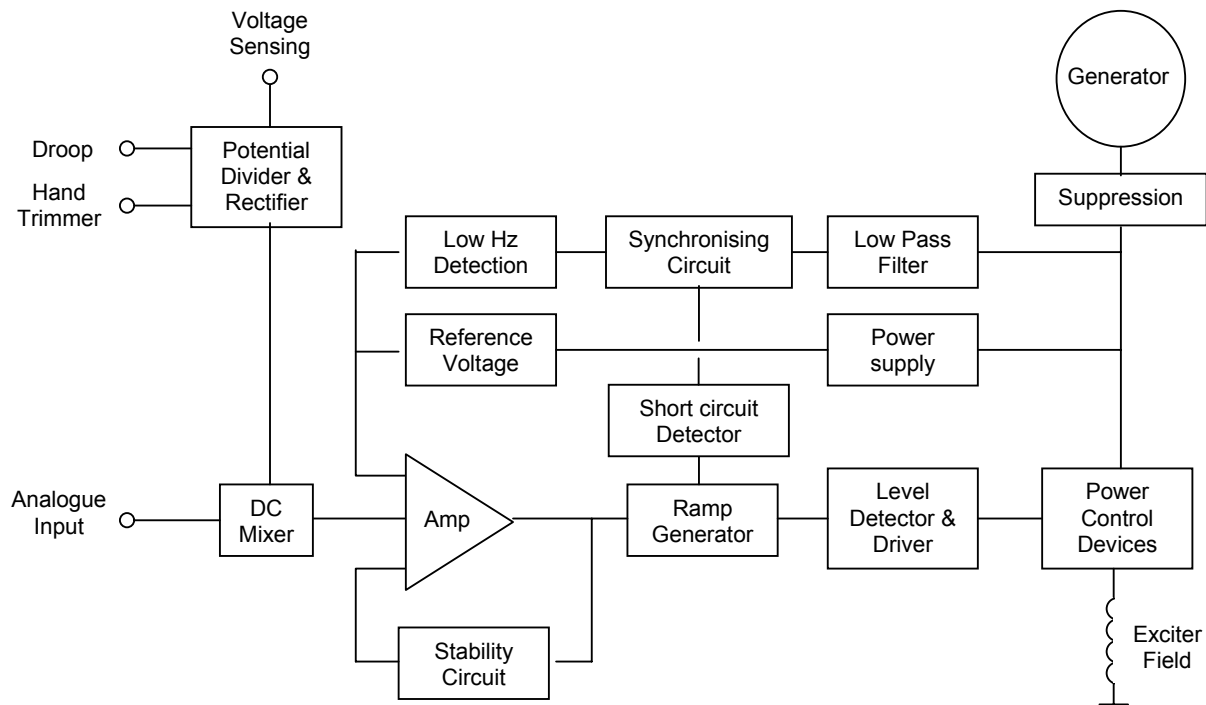 Voltage
Sensing
Generator
Droop
Hand
Trimmer
Potential
Divider &
Rectifier
Suppression
Low Hz
Detection
Synchronising
Circuit
Low Pass
Filter
Reference
Voltage
Power
supply
Short circuit
Detector
Analogue
Input
DC
Mixer
Amp
Ramp
Generator
Level
Detector &
Driver
Power
Control
Devices
Stability
Circuit
Exciter
Field